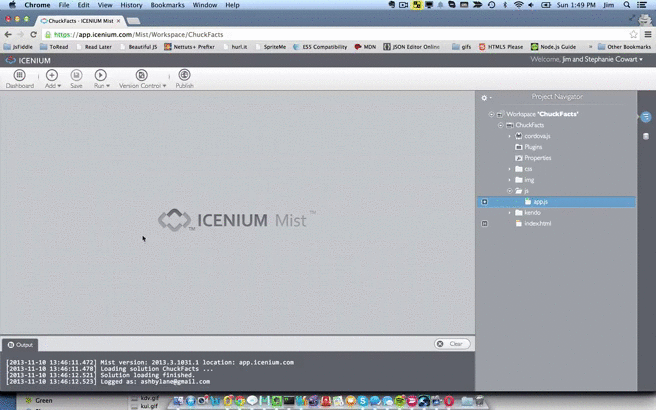 Chrome File Edit View History Bookmarks Window Help
Sun 1:49 PM Jim
ChuckFacts - ICENIUM Mist
https://app.icenium.com/Mist/Workspace/ChuckFacts
JsFiddle ToRead Read Later Beautiful JS Nettuts+ Prefixr hurl.it SpriteMe ES5 Compatibility MDN JSON Editor Online gifs HTML5 Please Node.js Guide Other Bookmarks
ICENIUM
Welcome, Jim and Stephanie Cowart
Dashboard Add Save Run Version Control Publish
Project Navigator
Workspace "ChuckFacts"
ChuckFacts
cordova.js
Plugins
Properties
css
img
js
app.js
kendo
index.html
ICENIUM Mist™
Output
Clear
[2013-11-10 13:46:11.472] Mist version: 2013.3.1031.1 location: app.icenium.com
[2013-11-10 13:46:11.478] Loading solution ChuckFacts ...
[2013-11-10 13:46:12.521] Solution loading finished.
[2013-11-10 13:46:12.523] Logged as: ashbylane@gmail.com
Green
kdv.gif
kui.gif